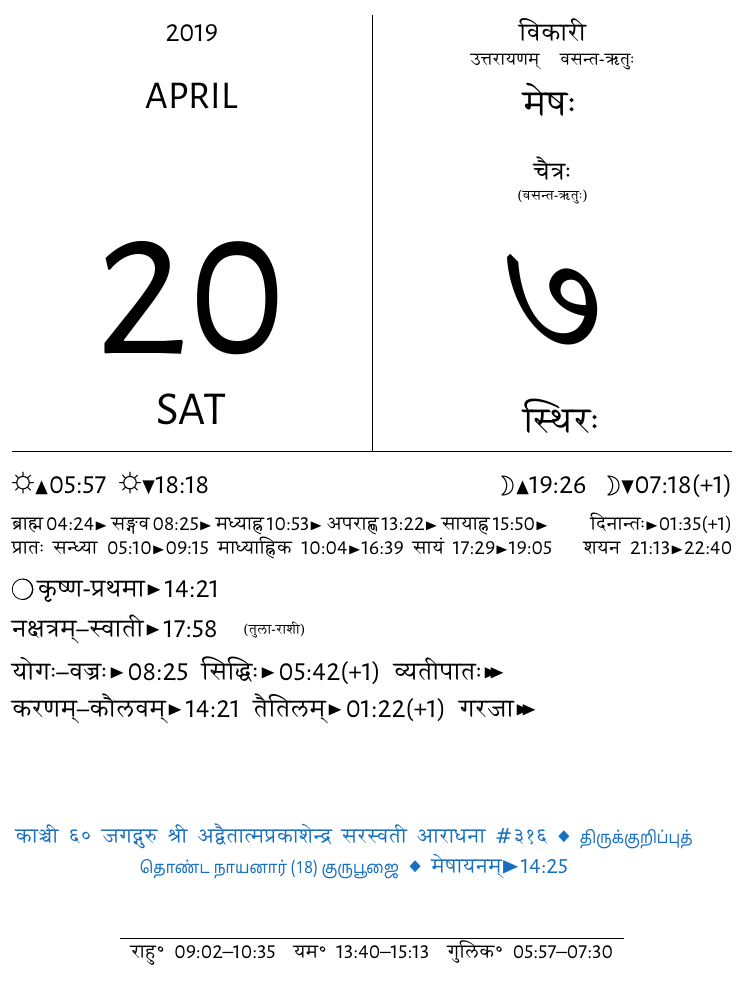 2019
APRIL
20
SAT
विकारी
उत्तरायणम् वसन्त-ऋतुः
मेषः
चैत्रः
(वसन्त-ऋतुः)
७
स्थिरः
☼▲05:57 ☼▼18:18 ☽▲19:26 ☽▼07:18(+1)
ब्राह्म 04:24► सङ्गव 08:25► मध्याह्न 10:53► अपराह्ण 13:22► सायाह्न 15:50► दिनान्तः►01:35(+1)
प्रातः सन्ध्या 05:10►09:15 माध्याह्निक 10:04►16:39 सायं 17:29►19:05 शयन 21:13►22:40
◯ कृष्ण-प्रथमा►14:21
नक्षत्रम्–स्वाती►17:58 (तुला-राशी)
योगः–वज्रः►08:25 सिद्धिः►05:42(+1) व्यतीपातः►►
करणम्–कौलवम्►14:21 तैतिलम्►01:22(+1) गरजा►►
काञ्ची ६० जगद्गुरु श्री अद्वैतात्मप्रकाशेन्द्र सरस्वती आराधना #३१६ ◆ திருக்குறிப்புத்
தொண்ட நாயனார் (18) குருபூஜை ◆ मेषायनम्►14:25
राहु° 09:02–10:35 यम° 13:40–15:13 गुलिक° 05:57–07:30